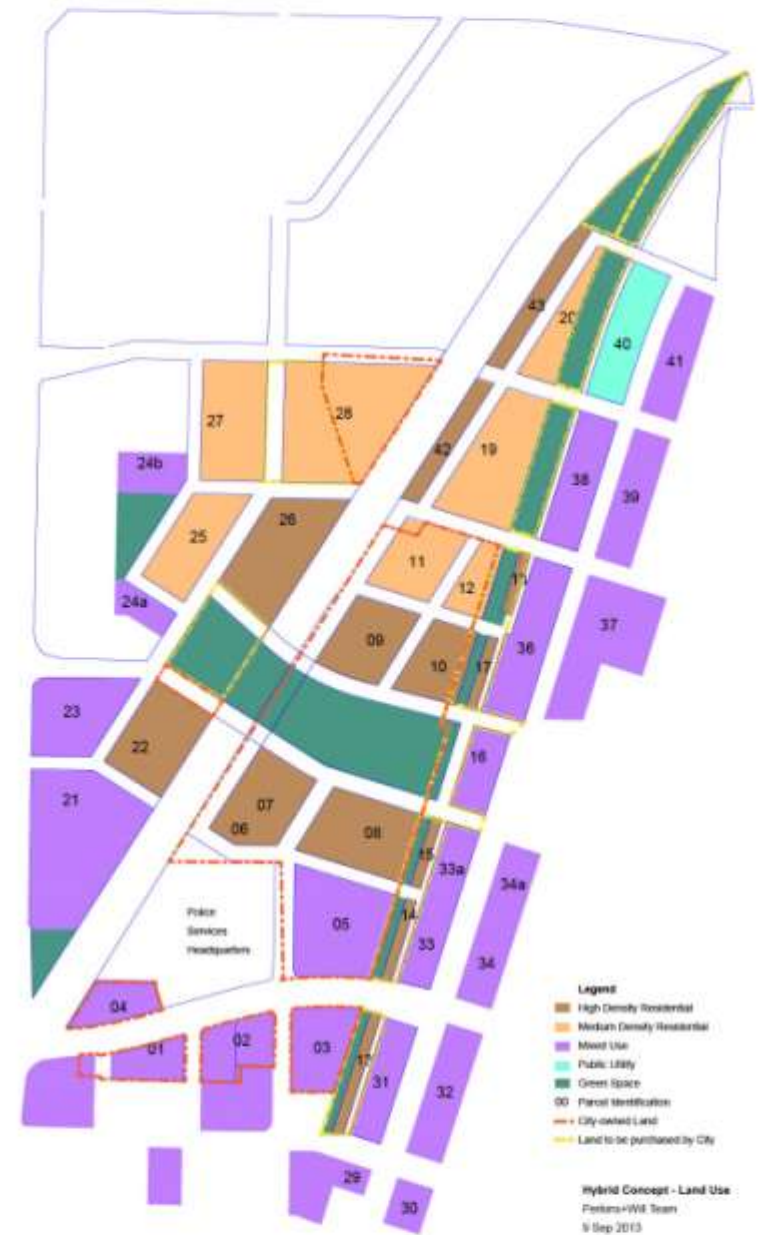 43
20
40
41
27
28
42
19
38
39
24b
25
26
11
12
24a
09
10
17
36
37
23
22
16
21
07
06
08
15
33a
34a
05
14
33
34
Police
Services
Headquarters
04
01
02
03
13
31
32
29
30
Legend
High Density Residential
Medium Density Residential
Mixed Use
Public Utility
Green Space
00 Parcel Identification
City-owned Land
Land to be purchased by City
Hybrid Concept - Land Use
Perkins+Will Team
9 Sep 2013